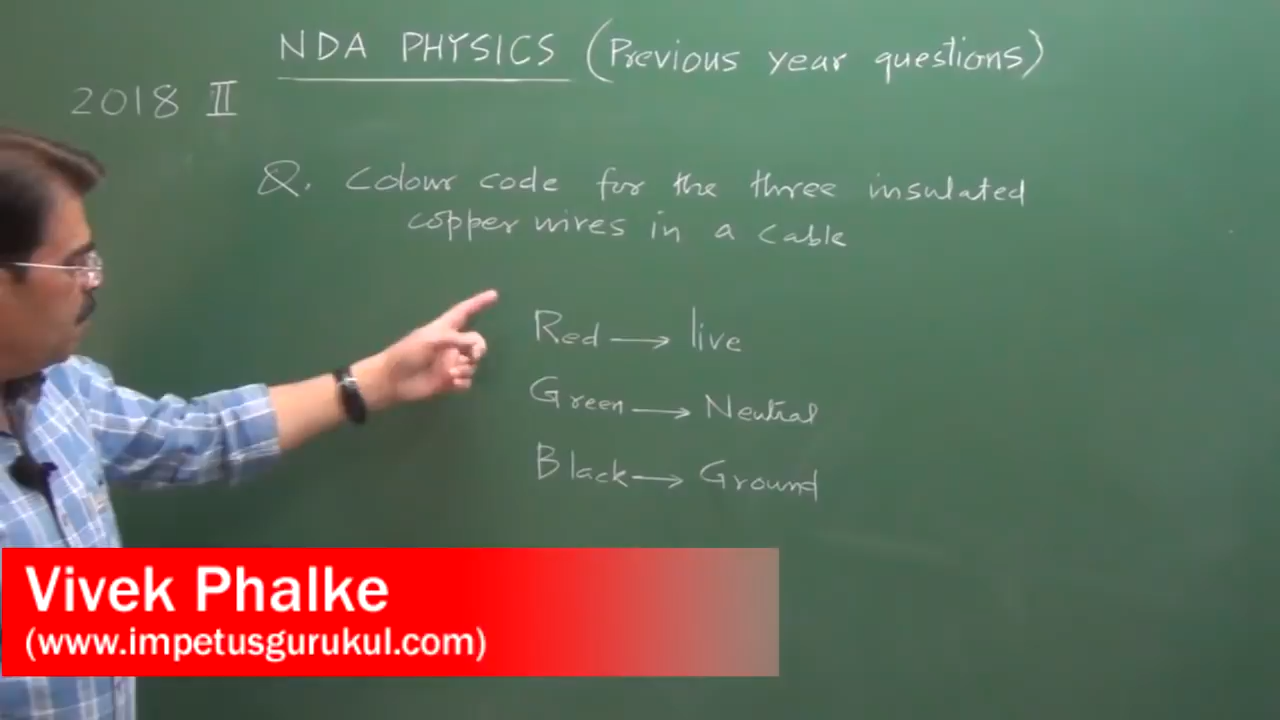 NDA PHYSICS (Previous year questions)
2018 II
Q. Colour code for the three insulated
copper wires in a cable
Red → live
Green → Neutral
Black → Ground
Vivek Phalke
(www.impetusgurukul.com)